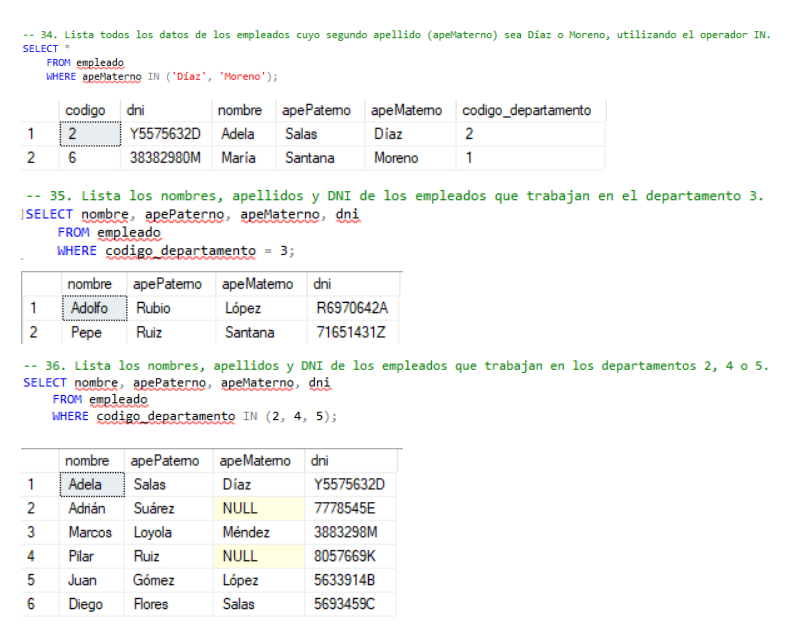 -- 34. Lista todos los datos de los empleados cuyo segundo apellido (apeMaterno) sea Díaz o Moreno, utilizando el operador IN.
SELECT *
FROM empleado
WHERE apeMaterno IN ('Díaz', 'Moreno');
codigo dni nombre apePaterno apeMaterno codigo_departamento
1 2 Y5575632D Adela Salas Díaz 2
2 6 38382980M María Santana Moreno 1
-- 35. Lista los nombres, apellidos y DNI de los empleados que trabajan en el departamento 3.
SELECT nombre, apePaterno, apeMaterno, dni
FROM empleado
WHERE codigo_departamento = 3;
nombre apePaterno apeMaterno dni
1 Adolfo Rubio López R6970642A
2 Pepe Ruiz Santana 71651431Z
-- 36. Lista los nombres, apellidos y DNI de los empleados que trabajan en los departamentos 2, 4 o 5.
SELECT nombre, apePaterno, apeMaterno, dni
FROM empleado
WHERE codigo_departamento IN (2, 4, 5);
nombre apePaterno apeMaterno dni
1 Adela Salas Díaz Y5575632D
2 Adrián Suárez NULL 7778545E
3 Marcos Loyola Méndez 3883298M
4 Pilar Ruiz NULL 8057669K
5 Juan Gómez López 5633914B
6 Diego Flores Salas 5693459C